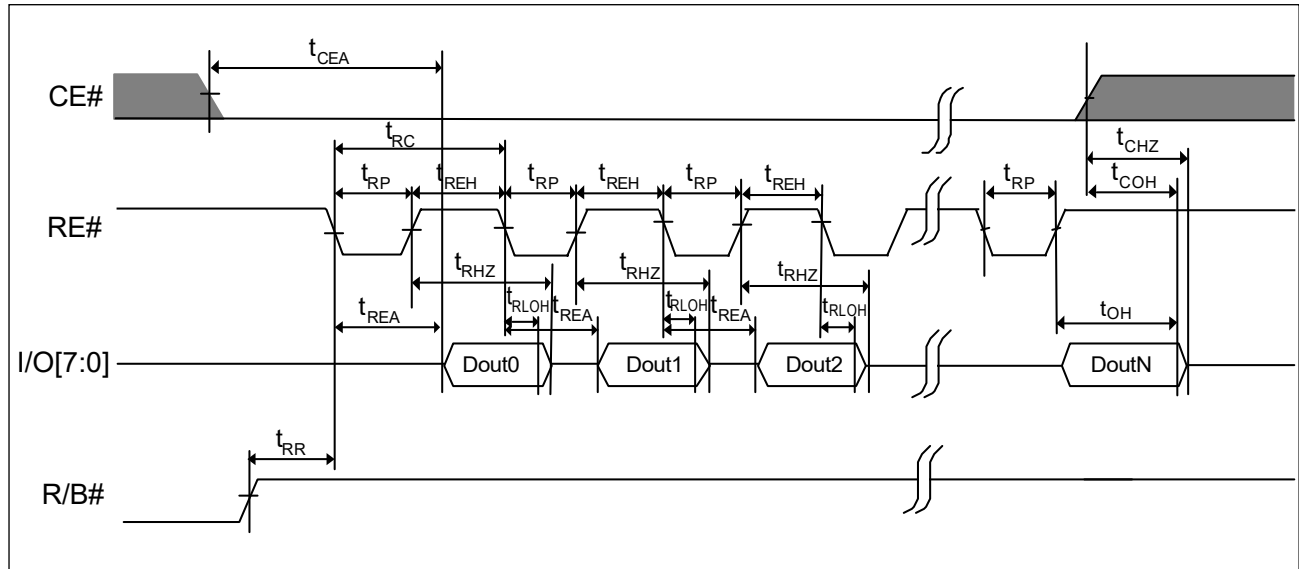 tCEA
CE#
tRC
tCHZ
tRP tREH tRP tREH tRP tREH tRP tCOH
RE#
tRHZ tRHZ tRHZ
tREA tRLOH tREA tRLOH tREA tRLOH tOH
I/O[7:0] Dout0 Dout1 Dout2 DoutN
tRR
R/B#